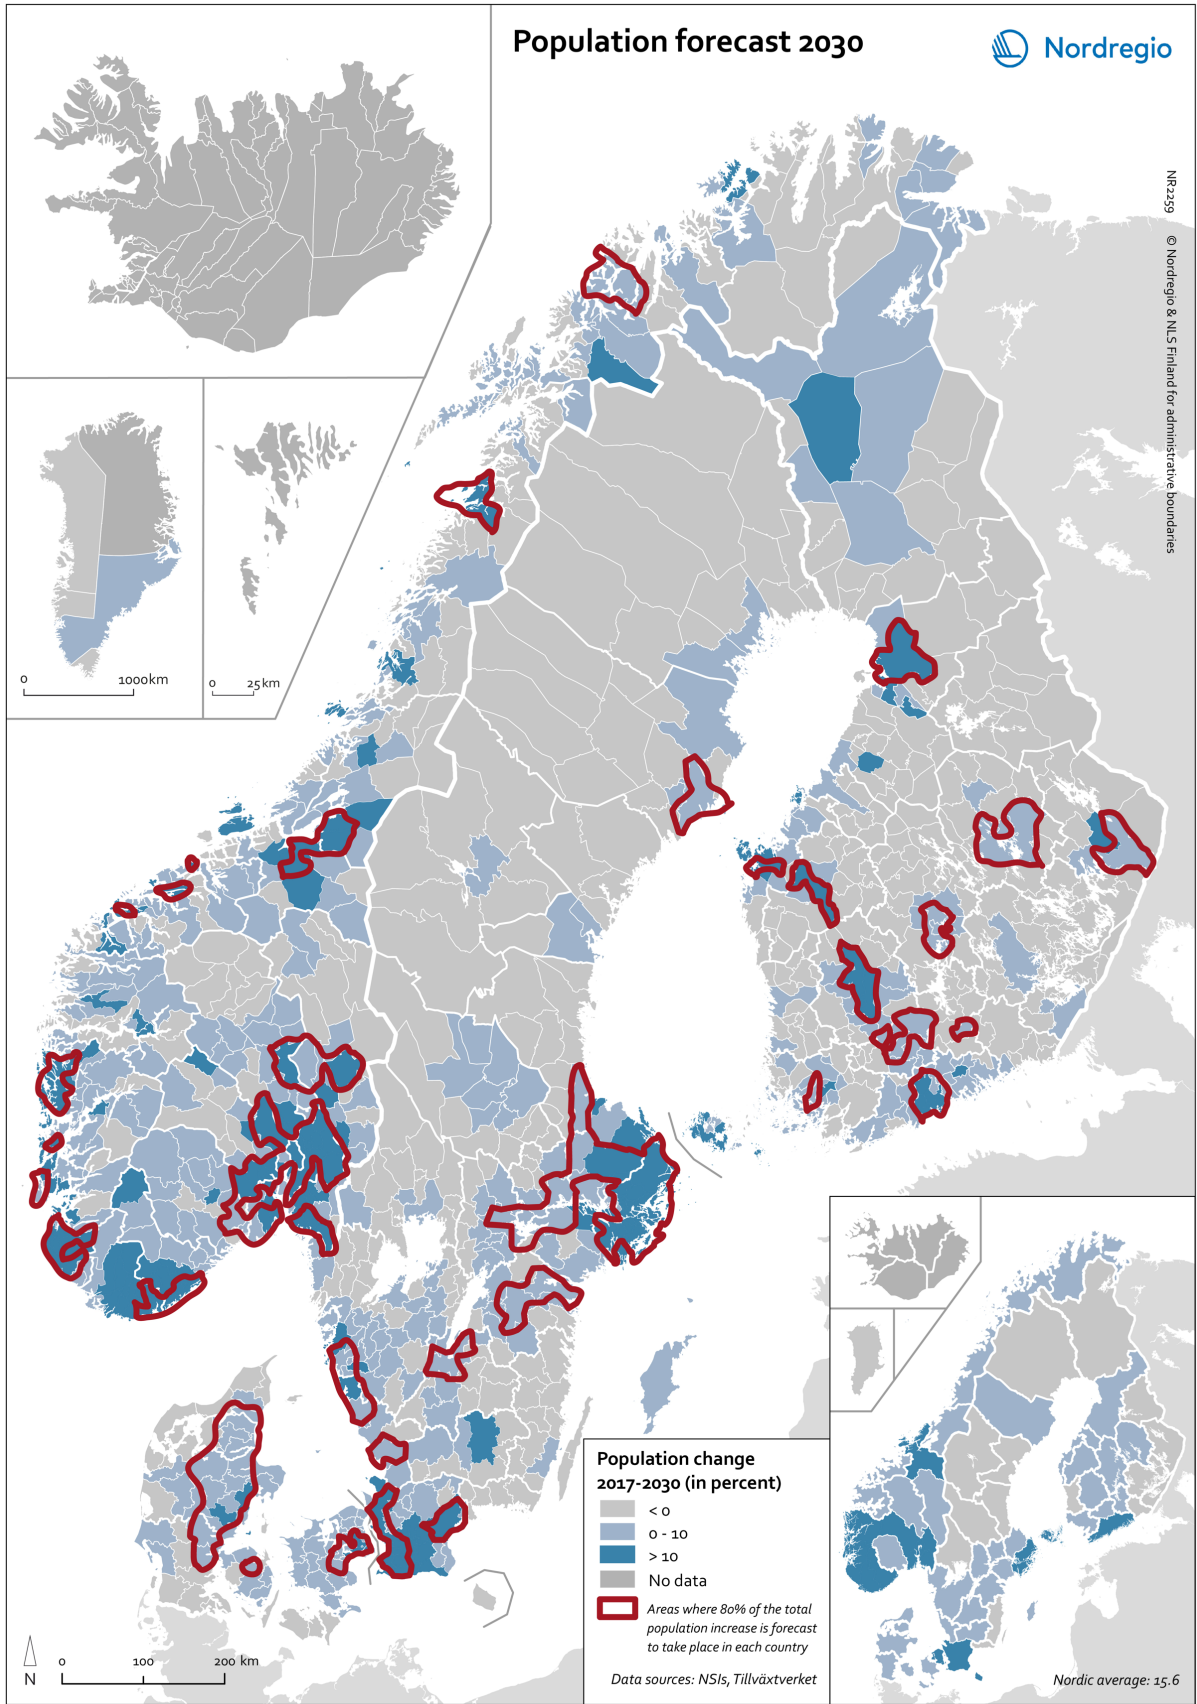 Population forecast 2030
Nordregio
NR2259 © Nordregio & NLS Finland for administrative boundaries
0 1000km
0 25km
Population change
2017-2030 (in percent)
< 0
0 - 10
> 10
No data
Areas where 80% of the total
population increase is forecast
to take place in each country
Data sources: NSIs, Tillväxtverket
Nordic average: 15.6
N
0 100 200 km